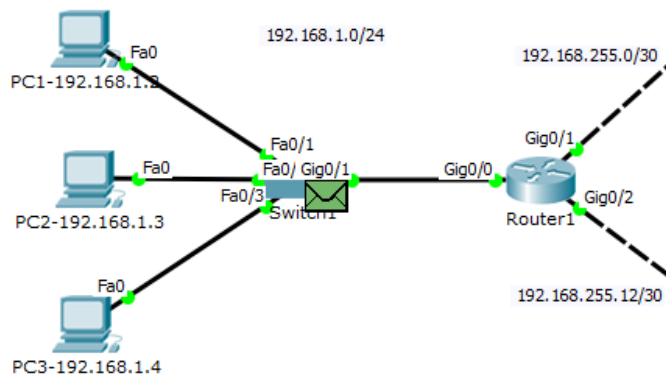 192.168.1.0/24
Fa0
192.168.255.0/30
PC1-192.168.1.2
Fa0/1
Gig0/1
Fa0
Fa0/
Gig0/1
Gig0/0
Fa0/3
Gig0/2
Switch1
Router1
PC2-192.168.1.3
Fa0
192.168.255.12/30
PC3-192.168.1.4